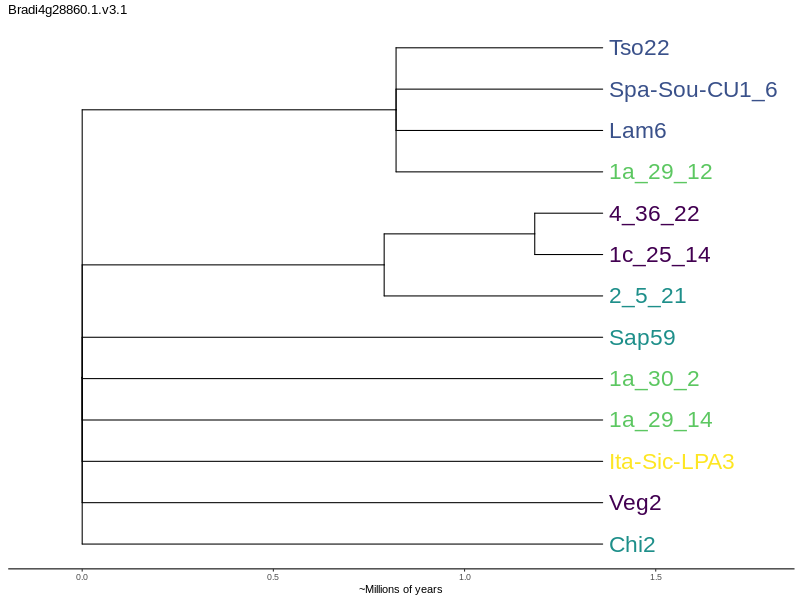 Bradi4g28860.1.v3.1
Tso22
Spa-Sou-CU1_6
Lam6
1a_29_12
4_36_22
1c_25_14
2_5_21
Sap59
1a_30_2
1a_29_14
Ita-Sic-LPA3
Veg2
Chi2
0.0 0.5 1.0 1.5
~Millions of years